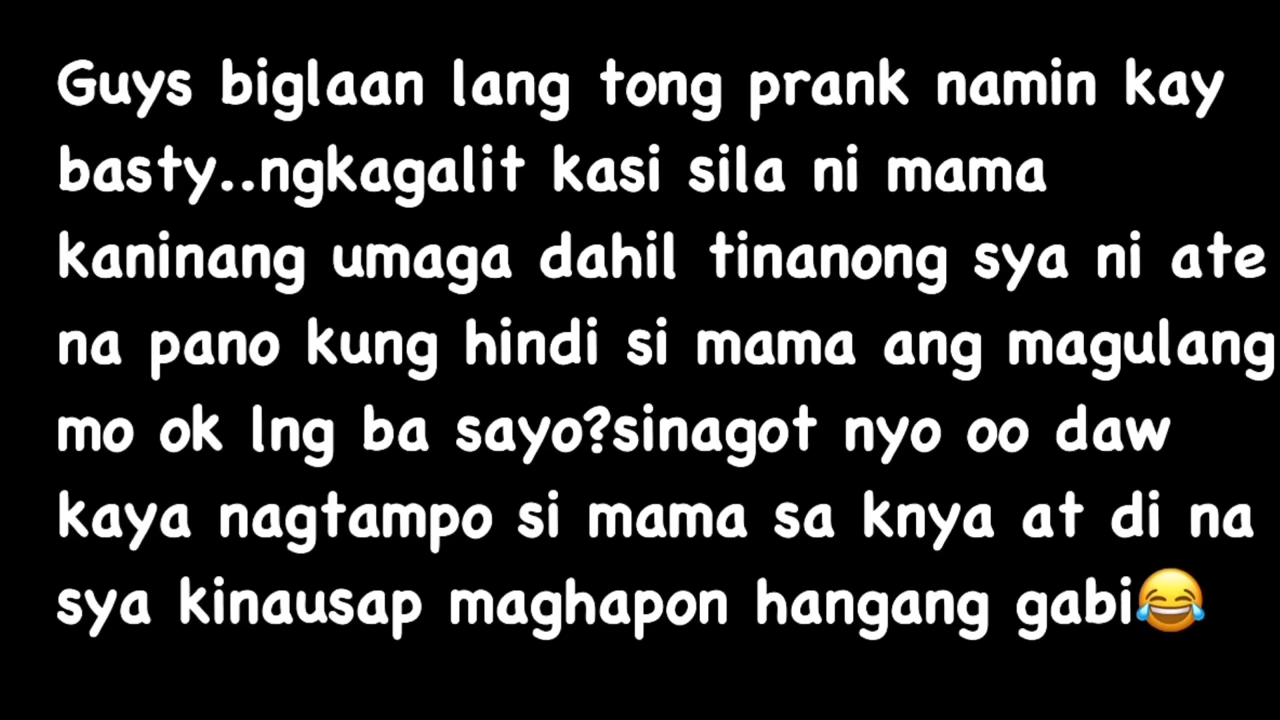 Guys biglaan lang tong prank namin kay
basty..ngkagalit kasi sila ni mama
kaninang umaga dahil tinanong sya ni ate
na pano kung hindi si mama ang magulang
mo ok lng ba sayo?sinagot nyo oo daw
kaya nagtampo si mama sa knya at di na
sya kinausap maghapon hangang gabi😂